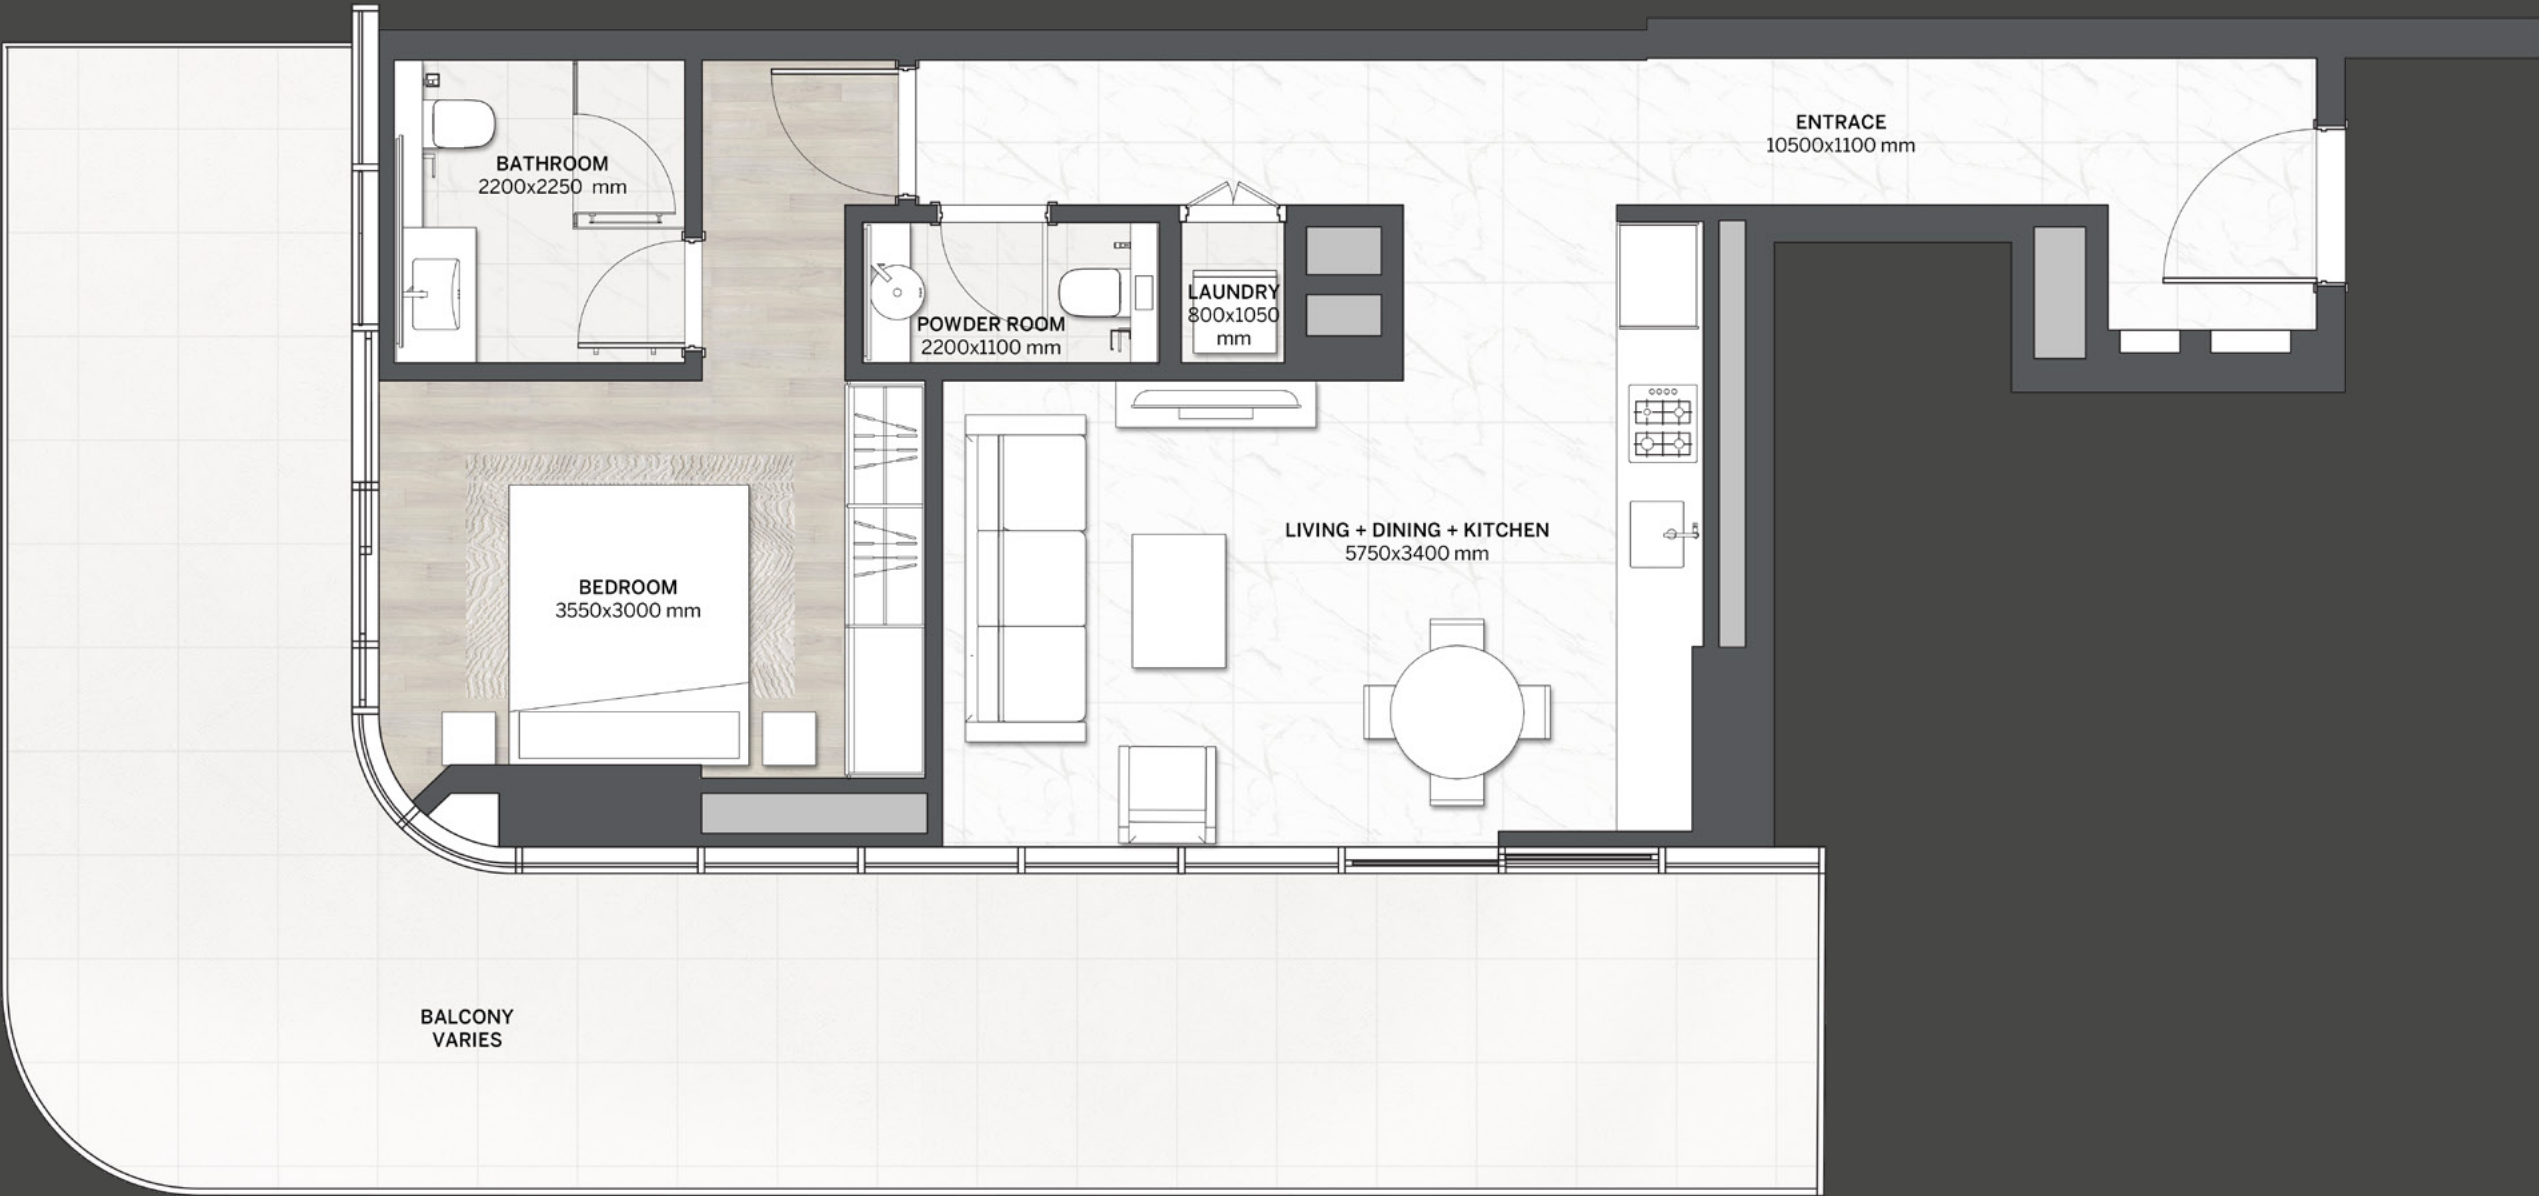 ENTRACE
10500x1100 mm
BATHROOM
2200x2250 mm
LAUNDRY
800x1050
mm
POWDER ROOM
2200x1100 mm
LIVING + DINING + KITCHEN
5750x3400 mm
BEDROOM
3550x3000 mm
BALCONY
VARIES